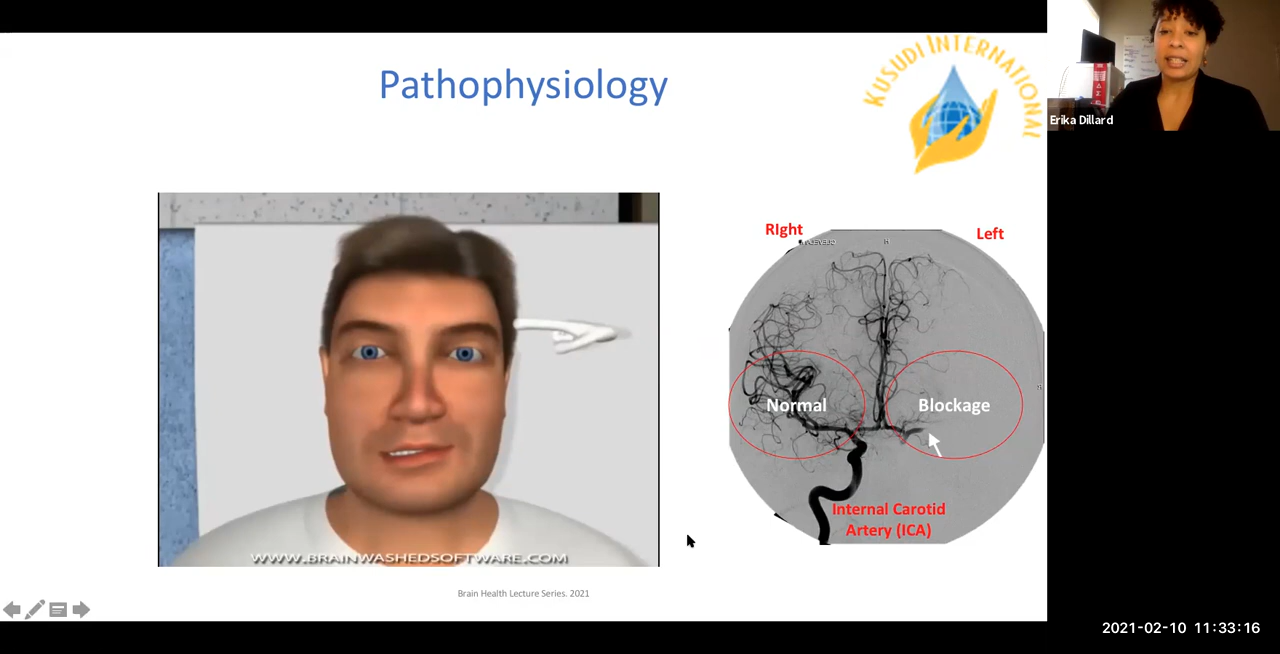 Pathophysiology
KUSUDI INTERNATIONAL
Erika Dillard
RIght
Left
H
Normal
Blockage
Internal Carotid
Artery (ICA)
WWW.BRAINWASHEDSOFTWARE.COM
Brain Health Lecture Series. 2021
2021-02-10 11:33:16